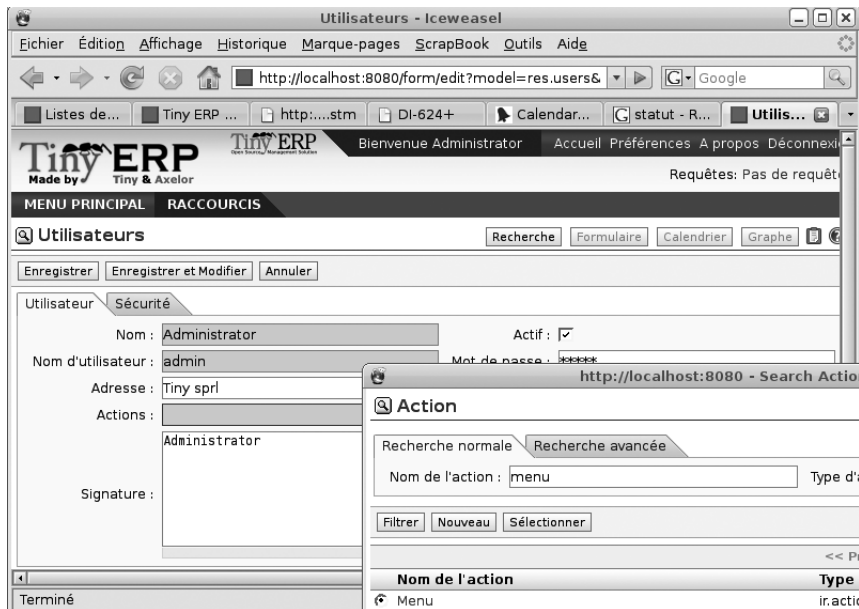 Utilisateurs - Iceweasel
Fichier Édition Affichage Historique Marque-pages ScrapBook Outils Aide
http://localhost:8080/form/edit?model=res.users& G Google
Listes de... Tiny ERP ... http:....stm DI-624+ Calendar... G statut - R... Utilis...
Tiny ERP
Made by Tiny & Axelor
Tiny ERP
Open Source Management Solution
Bienvenue Administrator Accueil Préférences A propos Déconnexi
Requêtes: Pas de requêt
MENU PRINCIPAL RACCOURCIS
Utilisateurs Recherche Formulaire Calendrier Graphe
Enregistrer Enregistrer et Modifier Annuler
Utilisateur Sécurité
Nom : Administrator Actif :
Nom d'utilisateur : admin Mot de passe : *****
Adresse : Tiny sprl
Actions :
Signature : Administrator
http://localhost:8080 - Search Actio
Action
Recherche normale Recherche avancée
Nom de l'action : menu Type d'a
Filtrer Nouveau Sélectionner
<< Pr
Nom de l'action Type
Menu ir.actio
Terminé